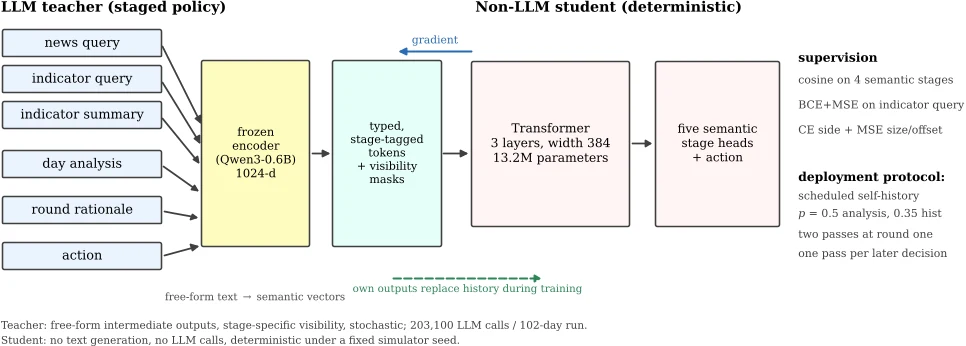 LLM teacher (staged policy)
Non-LLM student (deterministic)
news query
indicator query
indicator summary
day analysis
round rationale
action
frozen
encoder
(Qwen3-0.6B)
1024-d
typed,
stage-tagged
tokens
+ visibility
masks
gradient
Transformer
3 layers, width 384
13.2M parameters
five semantic
stage heads
+ action
supervision
cosine on 4 semantic stages
BCE+MSE on indicator query
CE side + MSE size/offset
deployment protocol:
scheduled self-history
p = 0.5 analysis, 0.35 hist
two passes at round one
one pass per later decision
free-form text → semantic vectors
own outputs replace history during training
Teacher: free-form intermediate outputs, stage-specific visibility, stochastic; 203,100 LLM calls / 102-day run.
Student: no text generation, no LLM calls, deterministic under a fixed simulator seed.